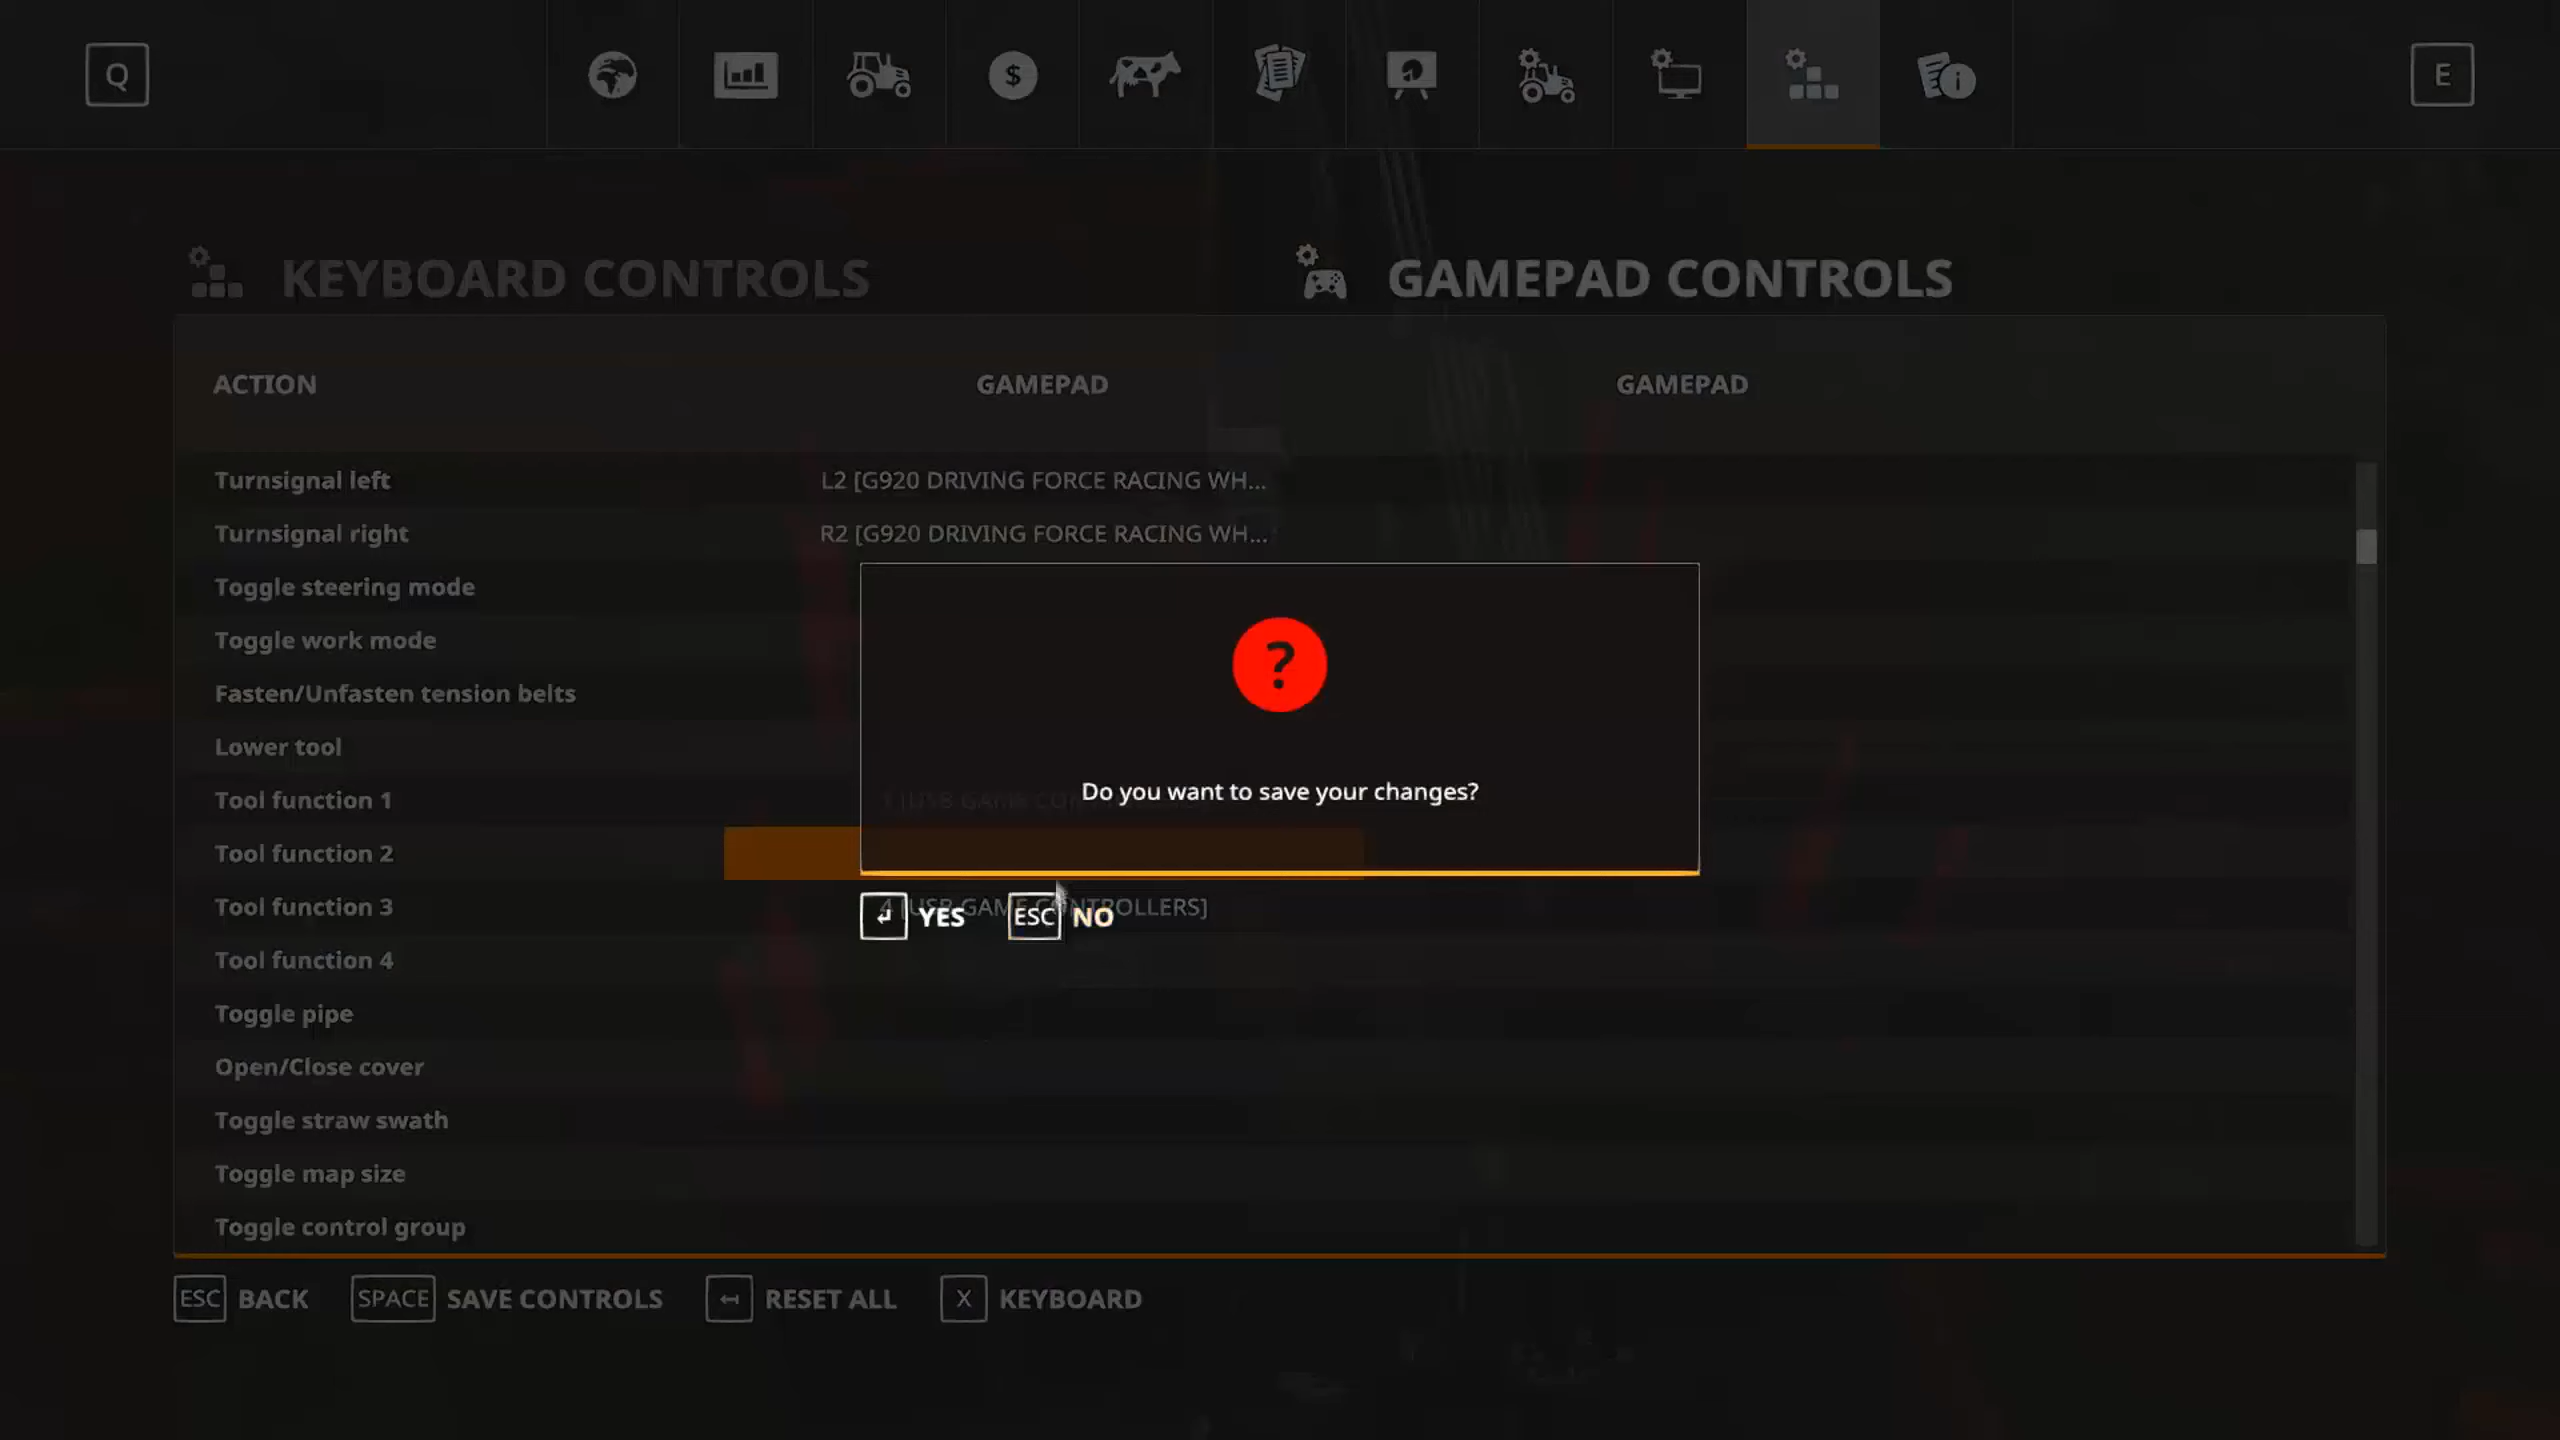 Q
$
E
KEYBOARD CONTROLS
GAMEPAD CONTROLS
ACTION
GAMEPAD
GAMEPAD
Turnsignal left
L2 [G920 DRIVING FORCE RACING WH...
Turnsignal right
R2 [G920 DRIVING FORCE RACING WH...
Toggle steering mode
Toggle work mode
Fasten/Unfasten tension belts
Lower tool
?
Do you want to save your changes?
Tool function 1
Tool function 2
Tool function 3
4 [USB GAME CONTROLLERS]
YES
ESC NO
Tool function 4
Toggle pipe
Open/Close cover
Toggle straw swath
Toggle map size
Toggle control group
ESC BACK
SPACE SAVE CONTROLS
RESET ALL
X KEYBOARD